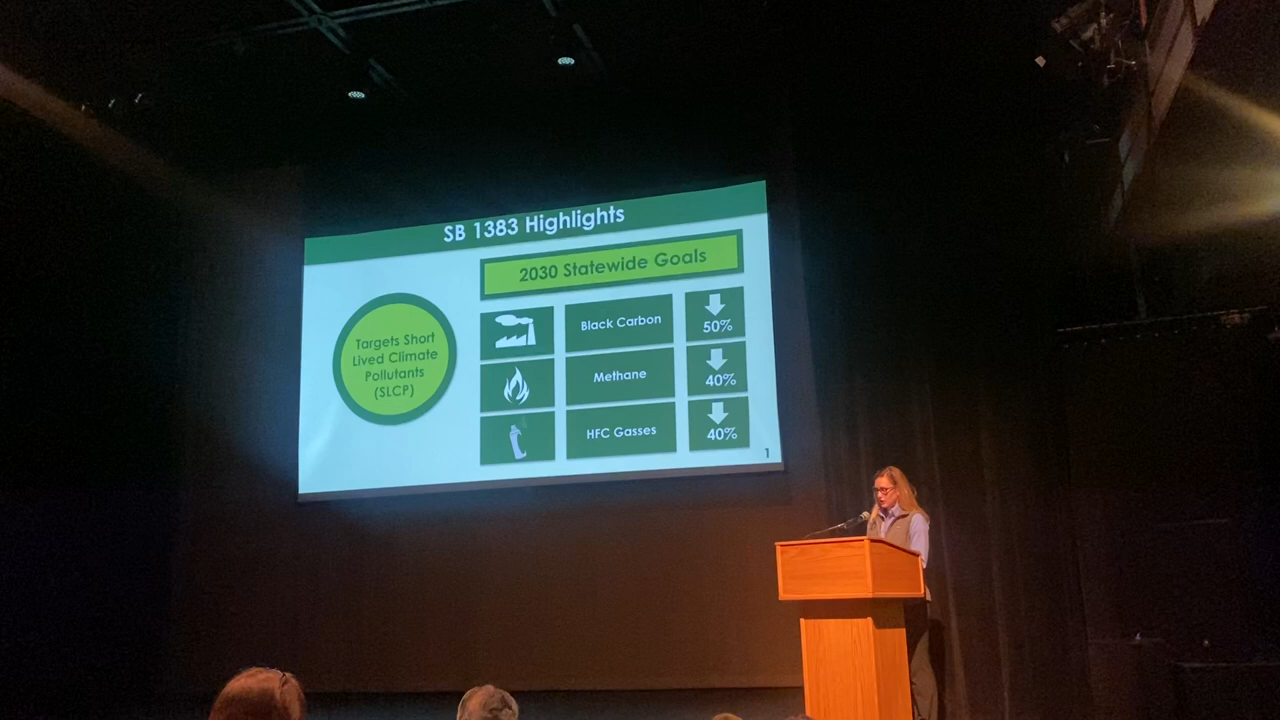 SB 1383 Highlights
2030 Statewide Goals
Targets Short
Lived Climate
Pollutants
(SLCP)
Black Carbon
50%
Methane
40%
HFC Gasses
40%
1